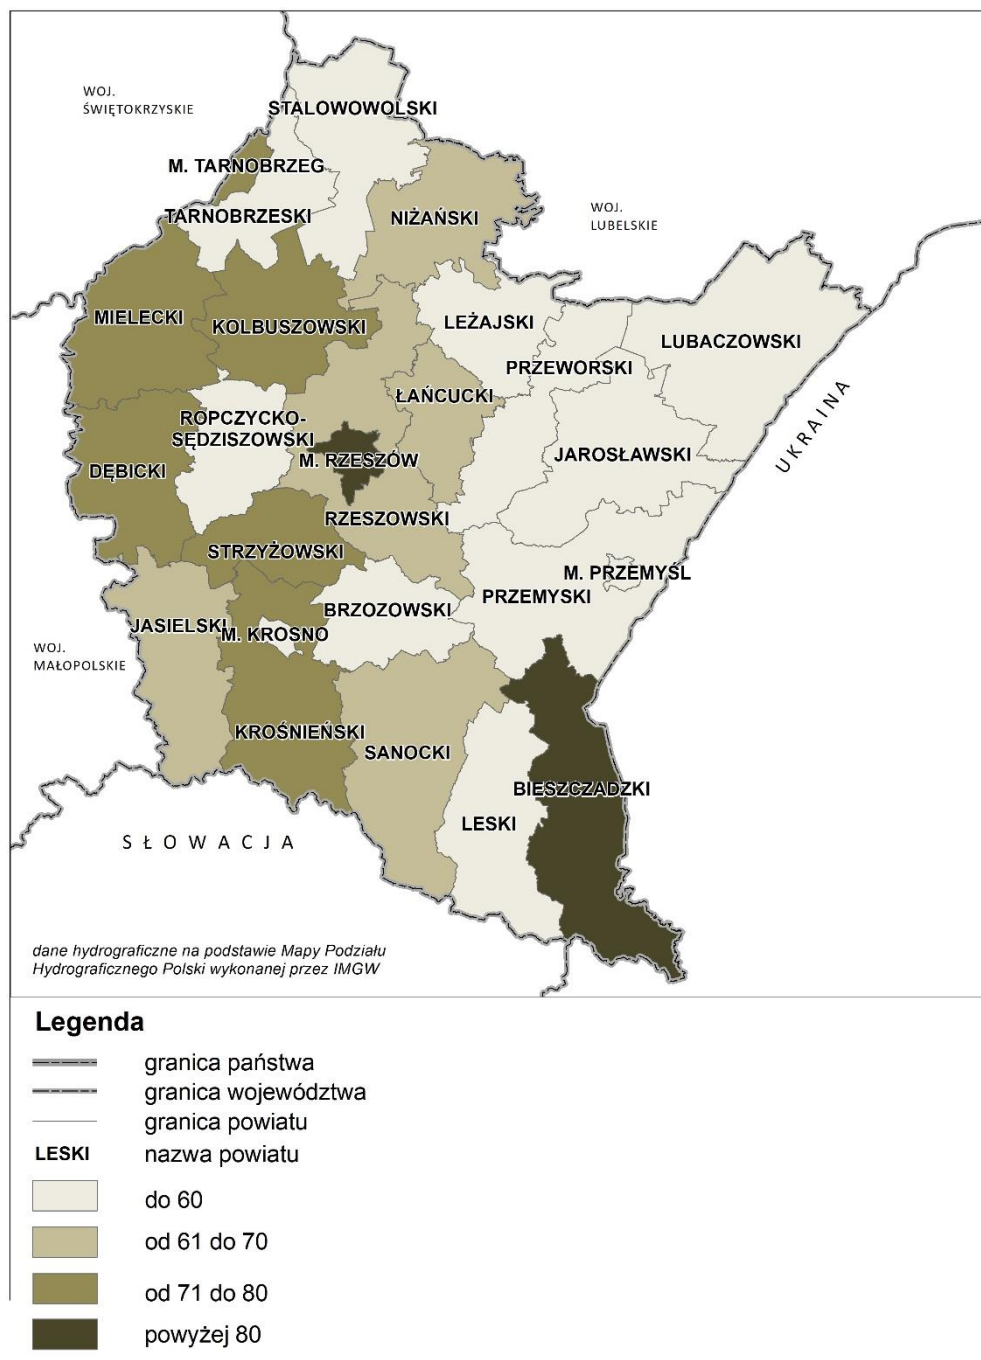 WOJ.
ŚWIĘTOKRZYSKIE
STALOWOWOLSKI
M. TARNOBRZEG
TARNOBRZESKI
NIŻAŃSKI
WOJ.
LUBELSKIE
MIELECKI
KOLBUSZOWSKI
LEŻAJSKI
LUBACZOWSKI
PRZEWORSKI
ŁAŃCUCKI
UKRAINA
ROPCZYCKO-
SĘDZISZOWSKI
M. RZESZÓW
JAROSŁAWSKI
DĘBICKI
RZESZOWSKI
STRZYŻOWSKI
M. PRZEMYŚL
PRZEMYSKI
BRZOZOWSKI
JASIELSKI
M. KROSNO
WOJ.
MAŁOPOLSKIE
KROŚNIEŃSKI
SANOCKI
BIESZCZADZKI
LESKI
SŁOWACJA
dane hydrograficzne na podstawie Mapy Podziału
Hydrograficznego Polski wykonanej przez IMGW
Legenda
granica państwa
granica województwa
granica powiatu
LESKI nazwa powiatu
do 60
od 61 do 70
od 71 do 80
powyżej 80